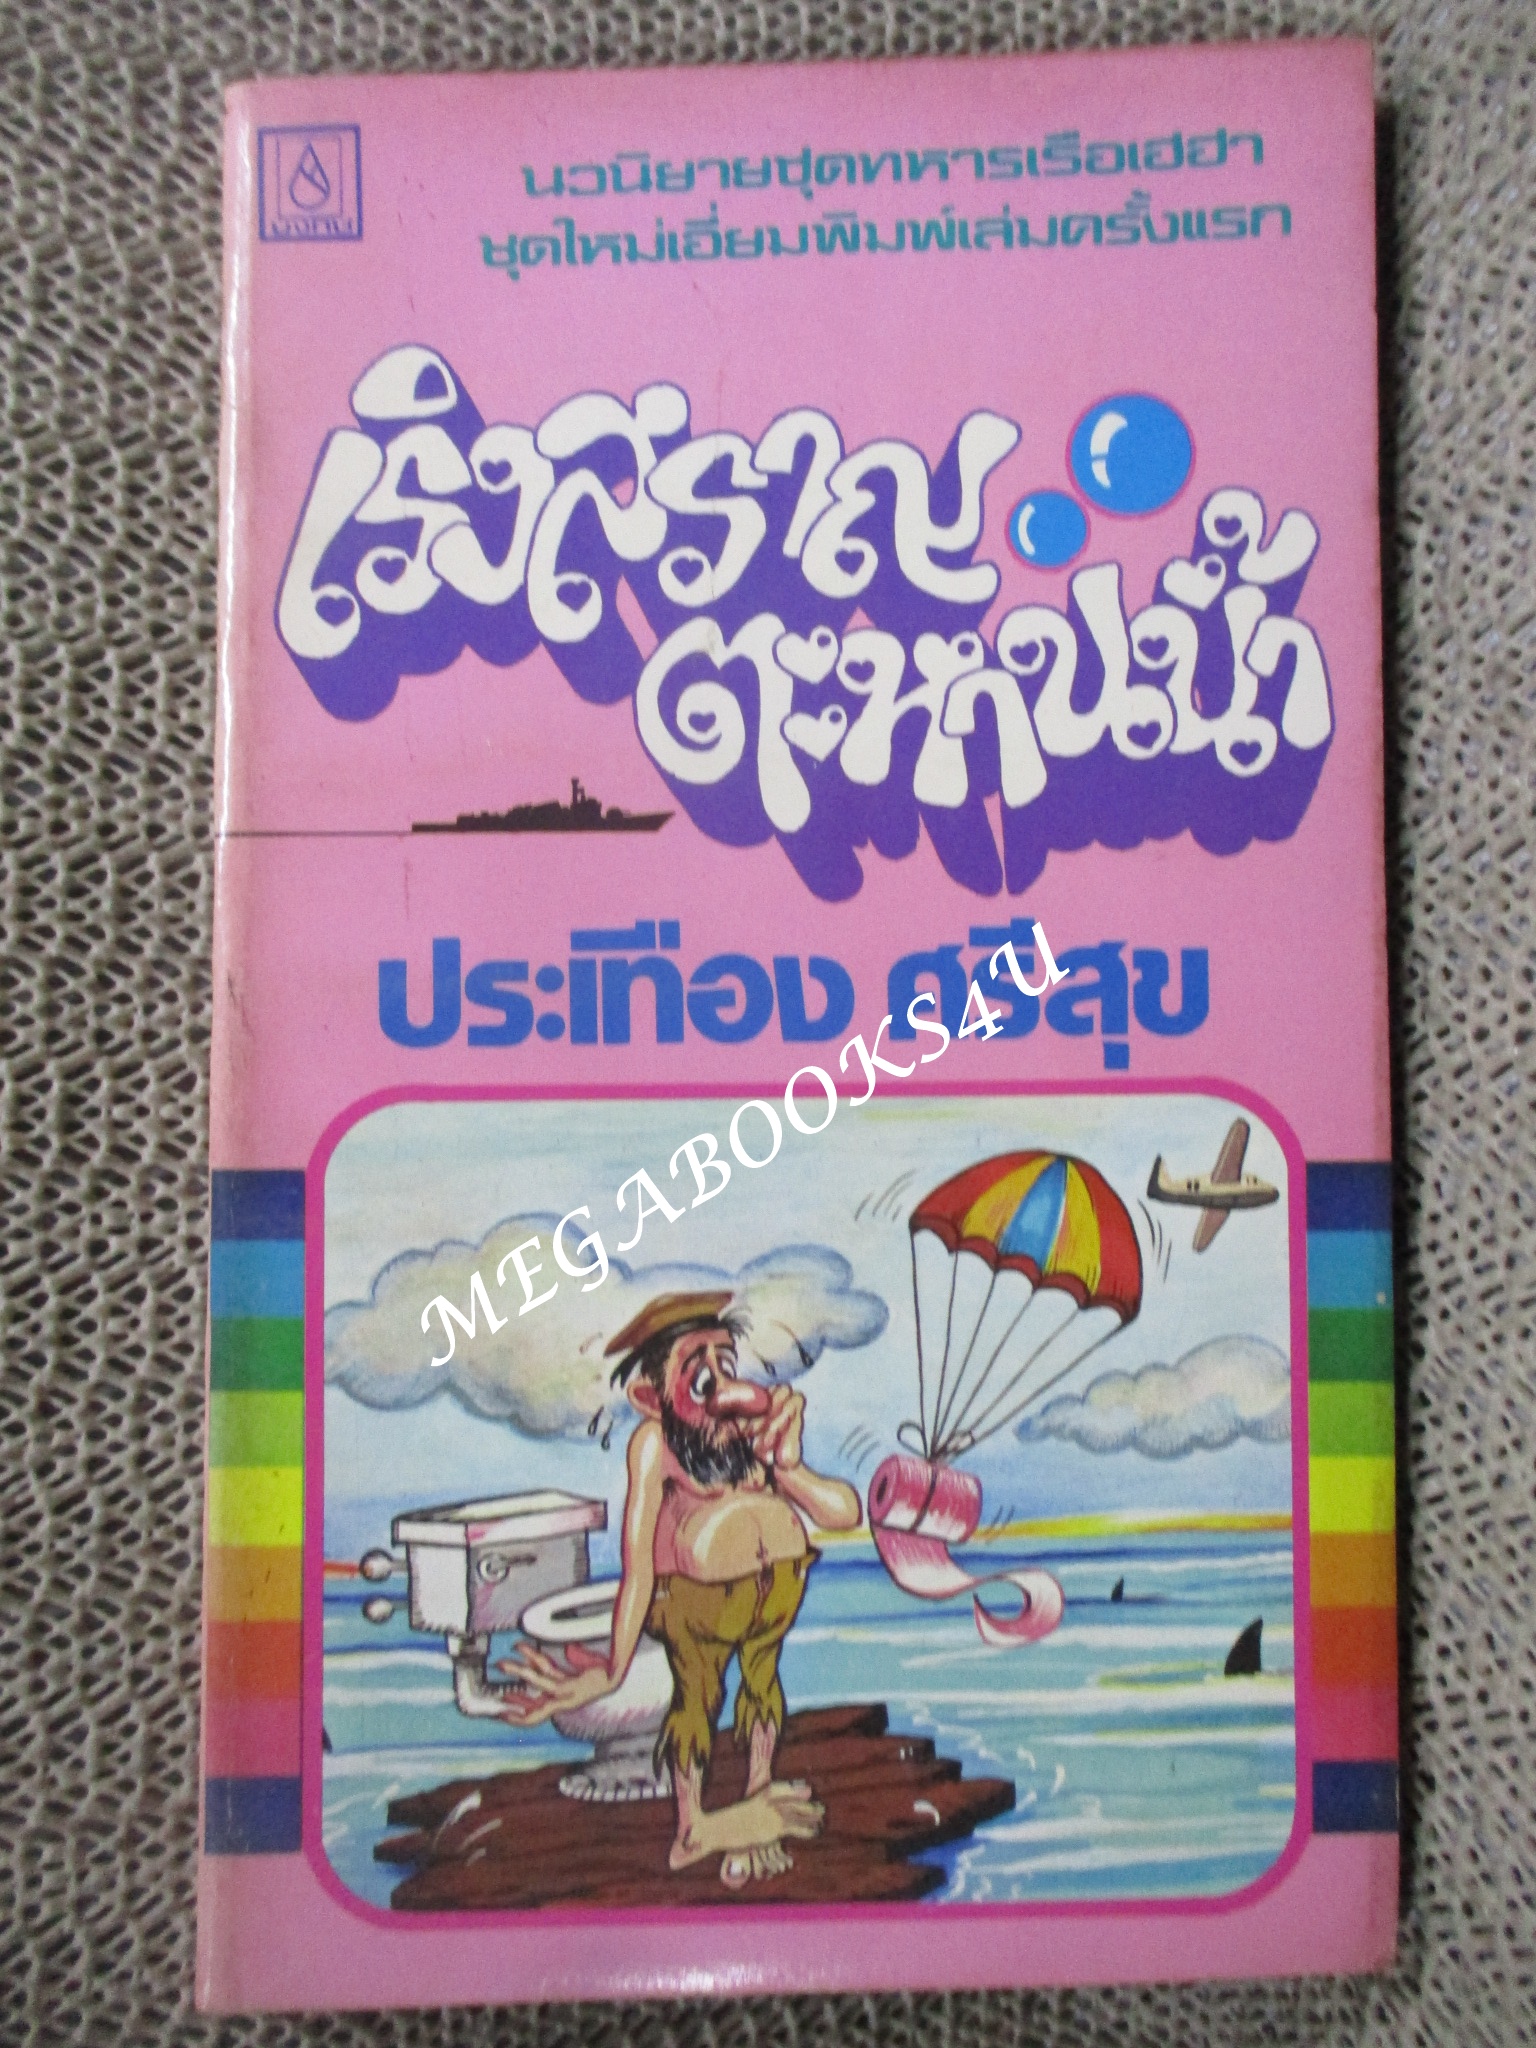 นวนิยายชุดทหารเรือเฮฮา
ชุดใหม่เอี่ยมพิมพ์เล่มครั้งแรก
เริงสราญ
ตะหานน้ำ
ประเทือง ศรีสุข
MEGABOOKS4U